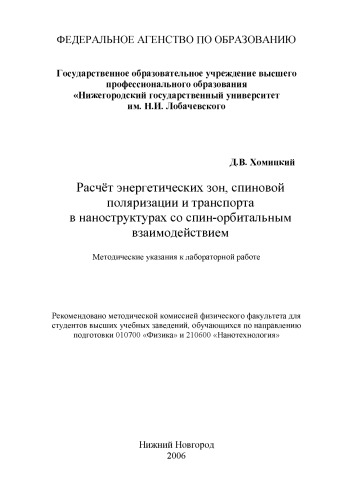 ФЕДЕРАЛЬНОЕ АГЕНСТВО ПО ОБРАЗОВАНИЮ
Государственное образовательное учреждение высшего
профессионального образования
«Нижегородский государственный университет
им. Н.И. Лобачевского
Д.В. Хомицкий
Расчёт энергетических зон, спиновой
поляризации и транспорта
в наноструктурах со спин-орбитальным
взаимодействием
Методические указания к лабораторной работе
Рекомендовано методической комиссией физического факультета для
студентов высших учебных заведений, обучающихся по направлению
подготовки 010700 «Физика» и 210600 «Нанотехнология»
Нижний Новгород
2006